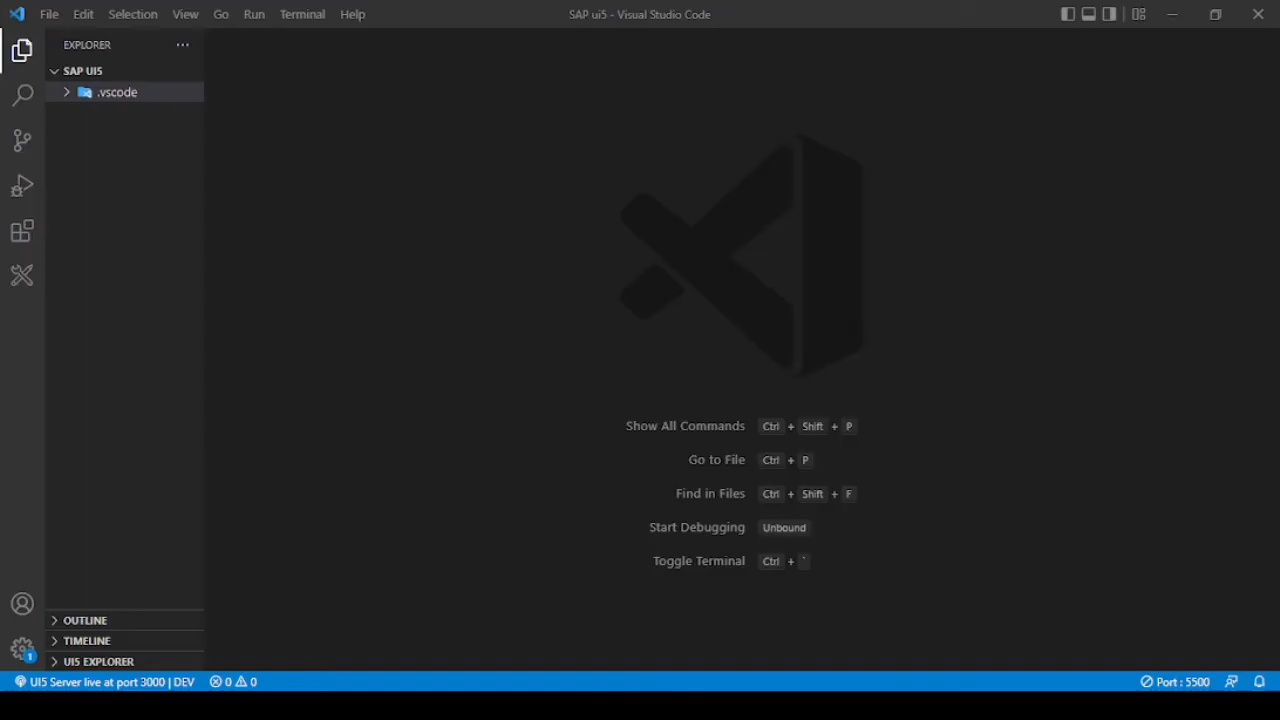 File Edit Selection View Go Run Terminal Help SAP ui5 - Visual Studio Code
EXPLORER
SAP UI5
.vscode
Show All Commands Ctrl + Shift + P
Go to File Ctrl + P
Find in Files Ctrl + Shift + F
Start Debugging Unbound
Toggle Terminal Ctrl + `
OUTLINE
TIMELINE
1
UI5 EXPLORER
UI5 Server live at port 3000 | DEV 0 0 Port : 5500